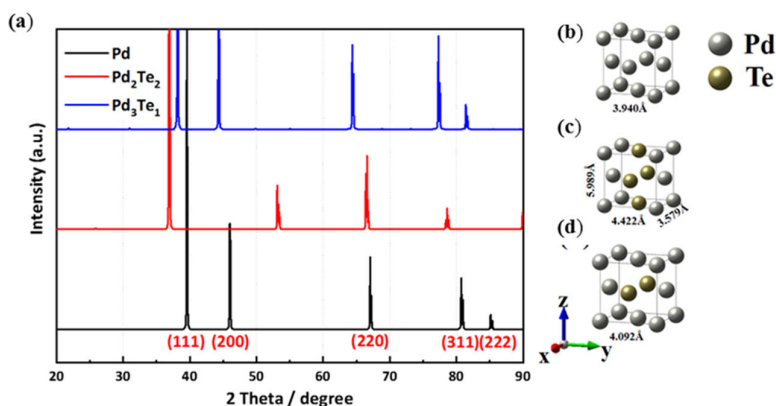 (a)
Pd
Pd2Te2
Pd3Te1
Intensity (a.u.)
(111) (200) (220) (311) (222)
20 30 40 50 60 70 80 90
2 Theta / degree
(b)
3.940Å
Pd
Te
(c)
5.989Å
4.422Å
3.579Å
(d)
4.092Å
z
x
y